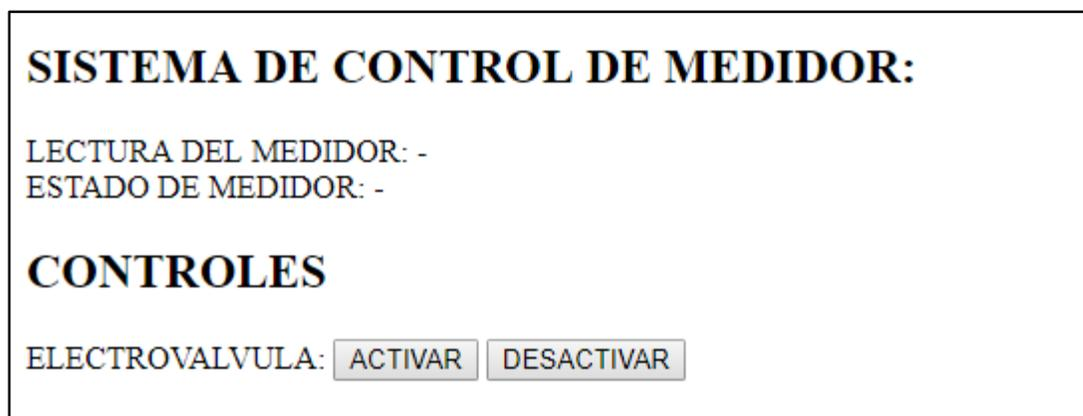 SISTEMA DE CONTROL DE MEDIDOR:
LECTURA DEL MEDIDOR: -
ESTADO DE MEDIDOR: -
CONTROLES
ELECTROVALVULA: ACTIVAR DESACTIVAR